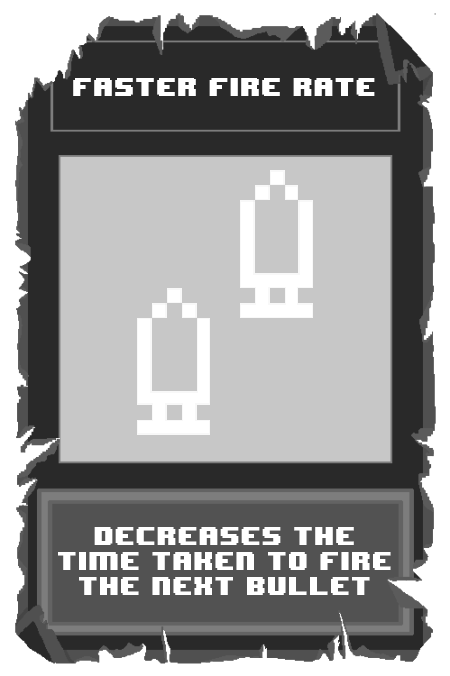 FASTER FIRE RATE
DECREASES THE
TIME TAKEN TO FIRE
THE NEXT BULLET